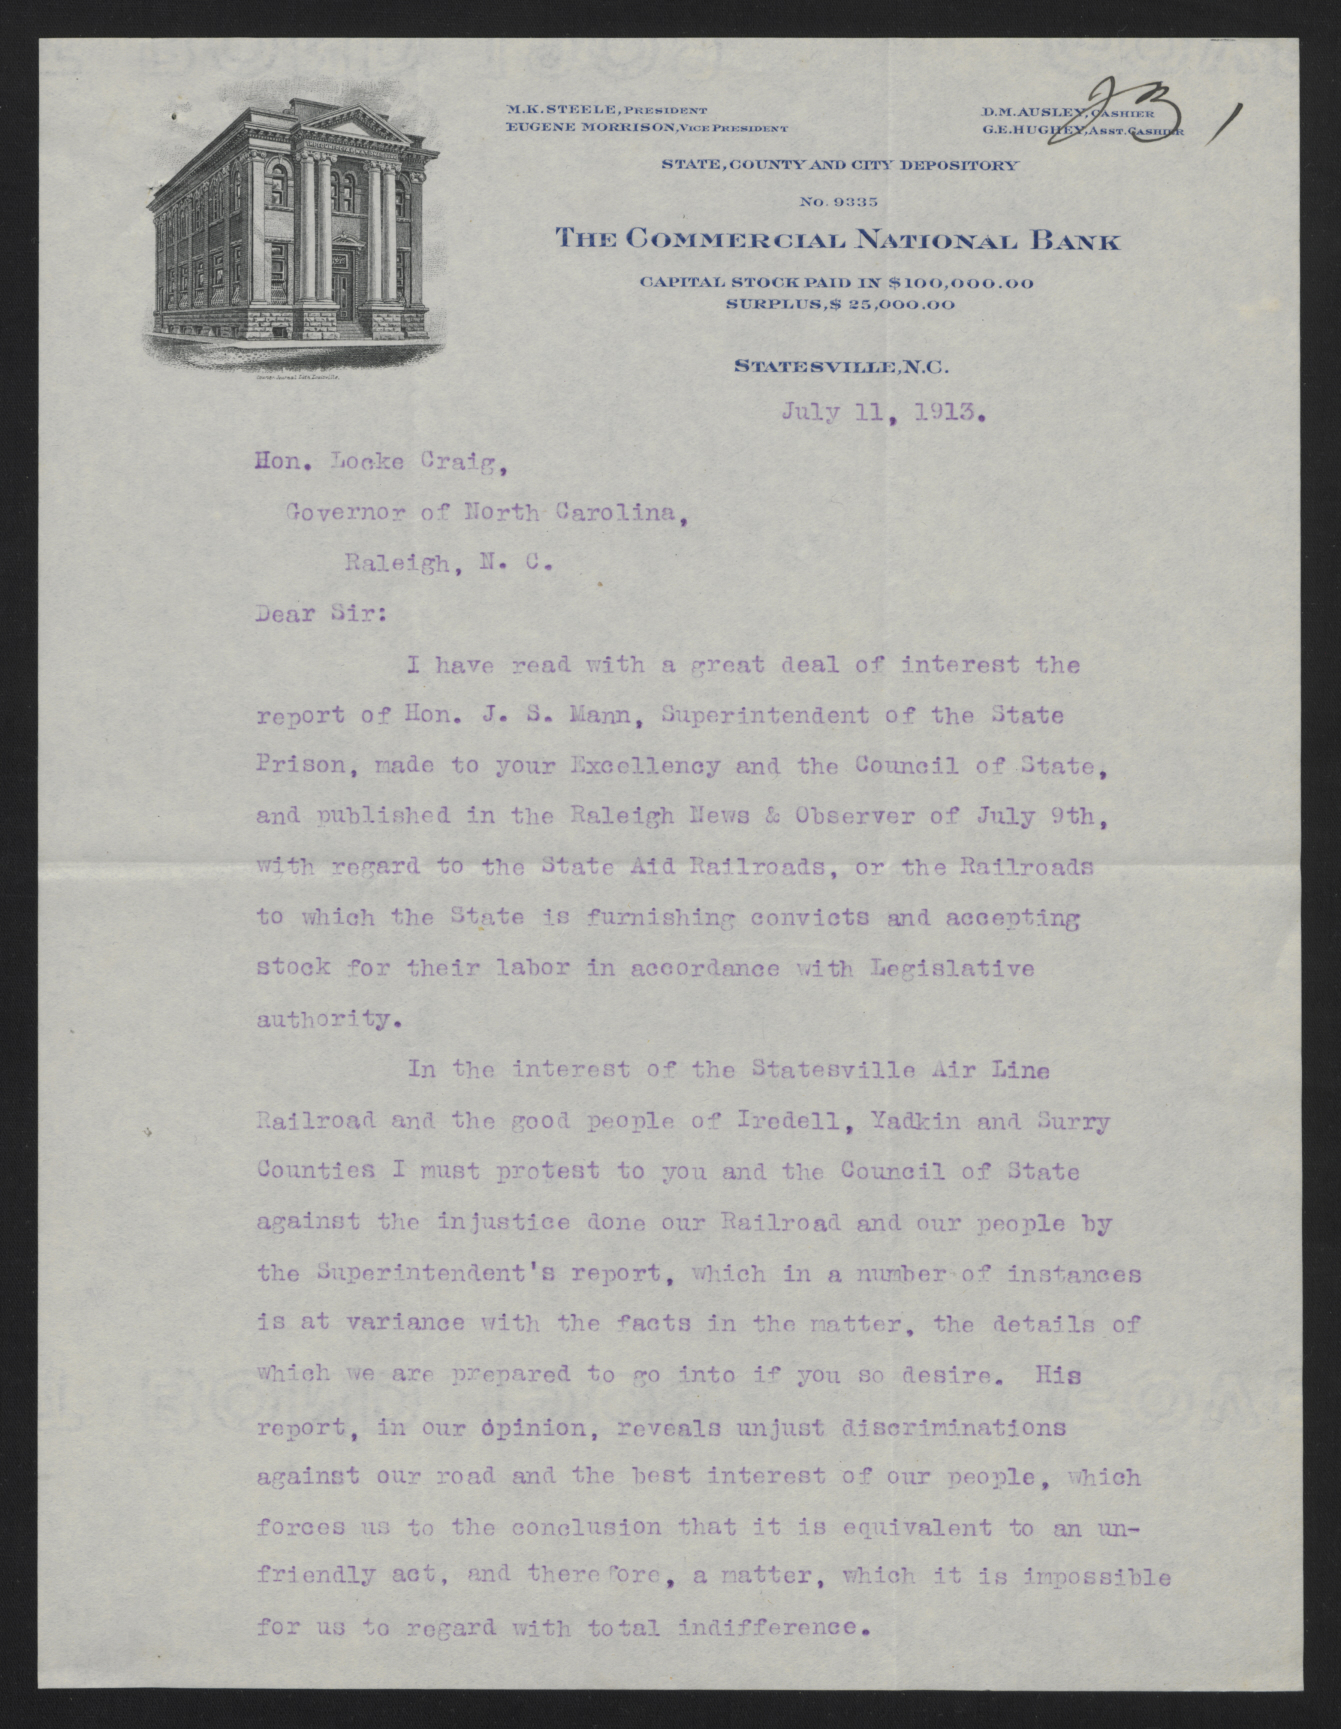 M.K. STEELE, PRESIDENT
EUGENE MORRISON, VICE PRESIDENT
D.M. AUSLEY, CASHIER
G.E. HUGHEY, ASST. CASHIER
STATE, COUNTY AND CITY DEPOSITORY
No. 9335
THE COMMERCIAL NATIONAL BANK
CAPITAL STOCK PAID IN $100,000.00
SURPLUS, $ 25,000.00
STATESVILLE, N.C.
July 11, 1913.
Hon. Locke Craig,
Governor of North Carolina,
Raleigh, N. C.
Dear Sir:
I have read with a great deal of interest the
report of Hon. J. S. Mann, Superintendent of the State
Prison, made to your Excellency and the Council of State,
and published in the Raleigh News & Observer of July 9th,
with regard to the State Aid Railroads, or the Railroads
to which the State is furnishing convicts and accepting
stock for their labor in accordance with Legislative
authority.
In the interest of the Statesville Air Line
Railroad and the good people of Iredell, Yadkin and Surry
Counties I must protest to you and the Council of State
against the injustice done our Railroad and our people by
the Superintendent's report, which in a number of instances
is at variance with the facts in the matter, the details of
which we are prepared to go into if you so desire. His
report, in our opinion, reveals unjust discriminations
against our road and the best interest of our people, which
forces us to the conclusion that it is equivalent to an un-
friendly act, and therefore, a matter, which it is impossible
for us to regard with total indifference.